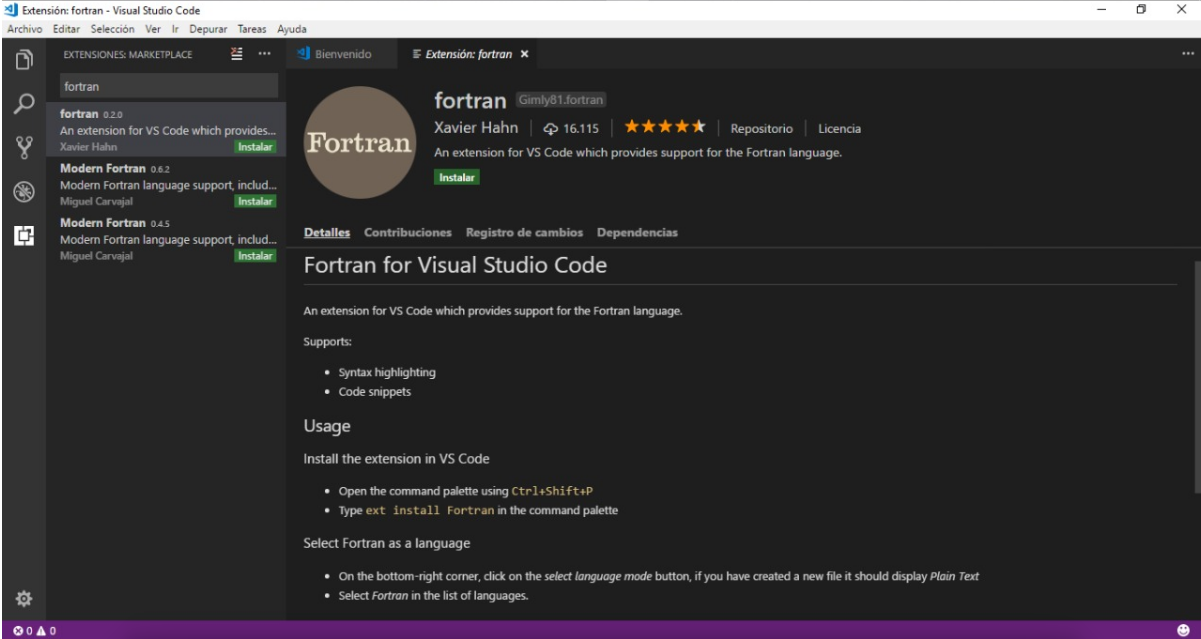 Extensión: fortran - Visual Studio Code
Archivo Editar Selección Ver Ir Depurar Tareas Ayuda
EXTENSIONES: MARKETPLACE
fortran
fortran 0.2.0
An extension for VS Code which provides...
Xavier Hahn Instalar
Modern Fortran 0.6.2
Modern Fortran language support, includ...
Miguel Carvajal Instalar
Modern Fortran 0.4.5
Modern Fortran language support, includ...
Miguel Carvajal Instalar
Bienvenido Extensión: fortran
Fortran
fortran Gimly81.fortran
Xavier Hahn 16.115 Repositorio Licencia
An extension for VS Code which provides support for the Fortran language.
Instalar
Detalles Contribuciones Registro de cambios Dependencias
Fortran for Visual Studio Code
An extension for VS Code which provides support for the Fortran language.
Supports:
• Syntax highlighting
• Code snippets
Usage
Install the extension in VS Code
• Open the command palette using Ctrl+Shift+P
• Type ext install Fortran in the command palette
Select Fortran as a language
• On the bottom-right corner, click on the select language mode button, if you have created a new file it should display Plain Text
• Select Fortran in the list of languages.
0 0